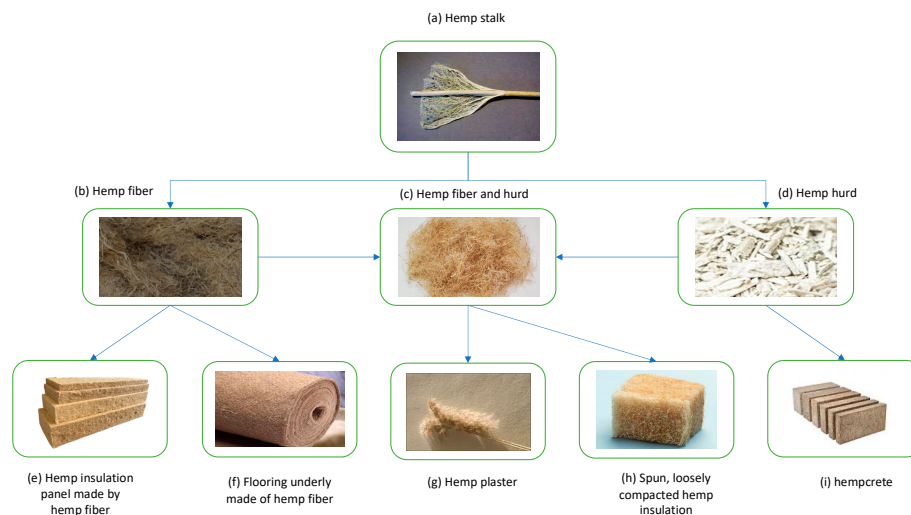 (a) Hemp stalk
(b) Hemp fiber
(c) Hemp fiber and hurd
(d) Hemp hurd
(e) Hemp insulation
panel made by
hemp fiber
(f) Flooring underly
made of hemp fiber
(g) Hemp plaster
(h) Spun, loosely
compacted hemp
insulation
(i) hempcrete